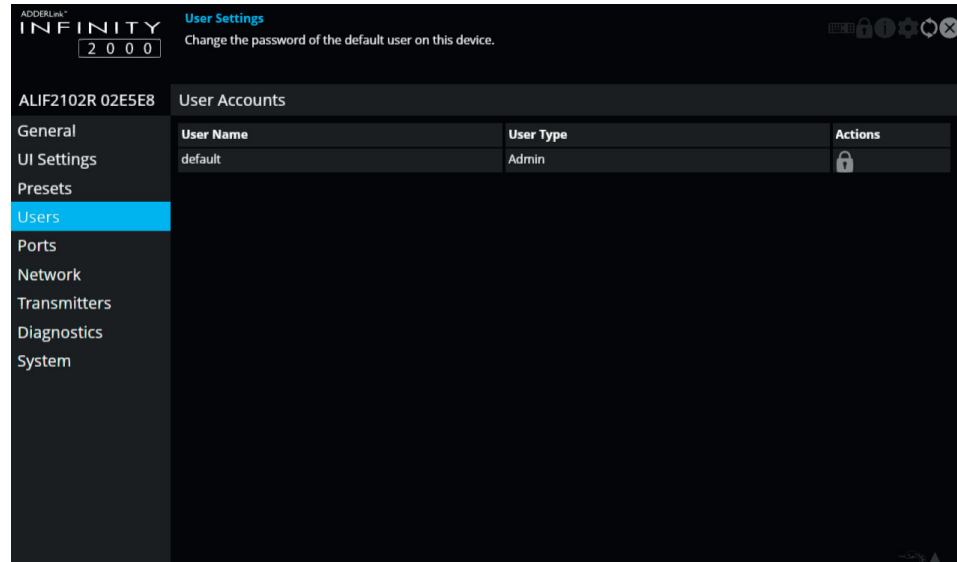 ADDERLink™
INFINITY
2000
User Settings
Change the password of the default user on this device.
ALIF2102R 02E5E8
User Accounts
General
UI Settings
Presets
Users
Ports
Network
Transmitters
Diagnostics
System
User Name User Type Actions
default Admin